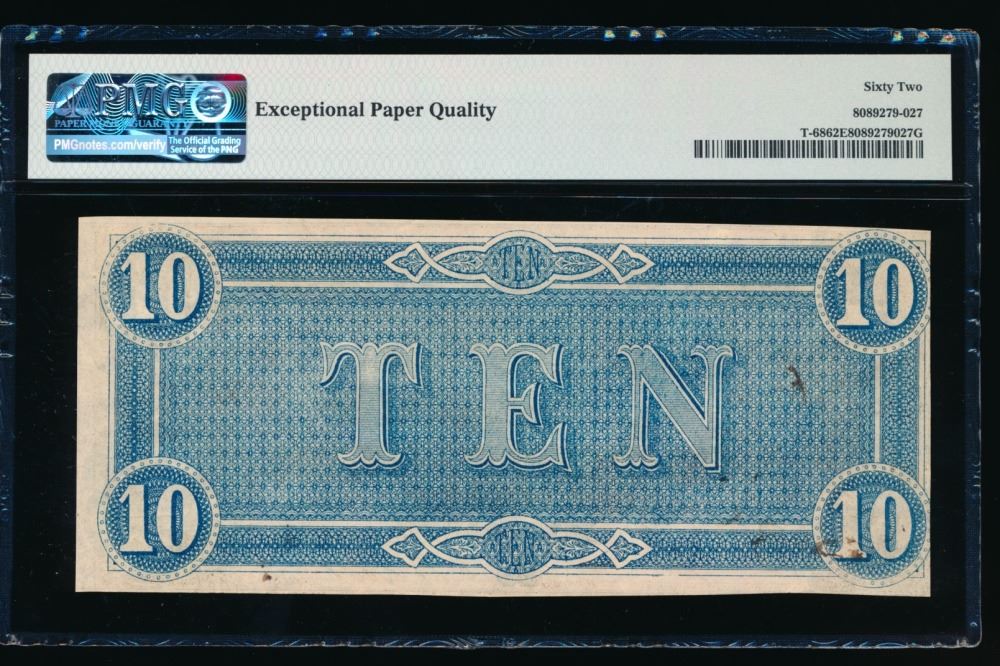 PMG
PAPER MONEY GUARANTY
PMGnotes.com/verify
The Official Grading
Service of the PNG
Exceptional Paper Quality
Sixty Two
8089279-027
T-6862E8089279027G
10 TEN 10
TEN
10 TEN 10